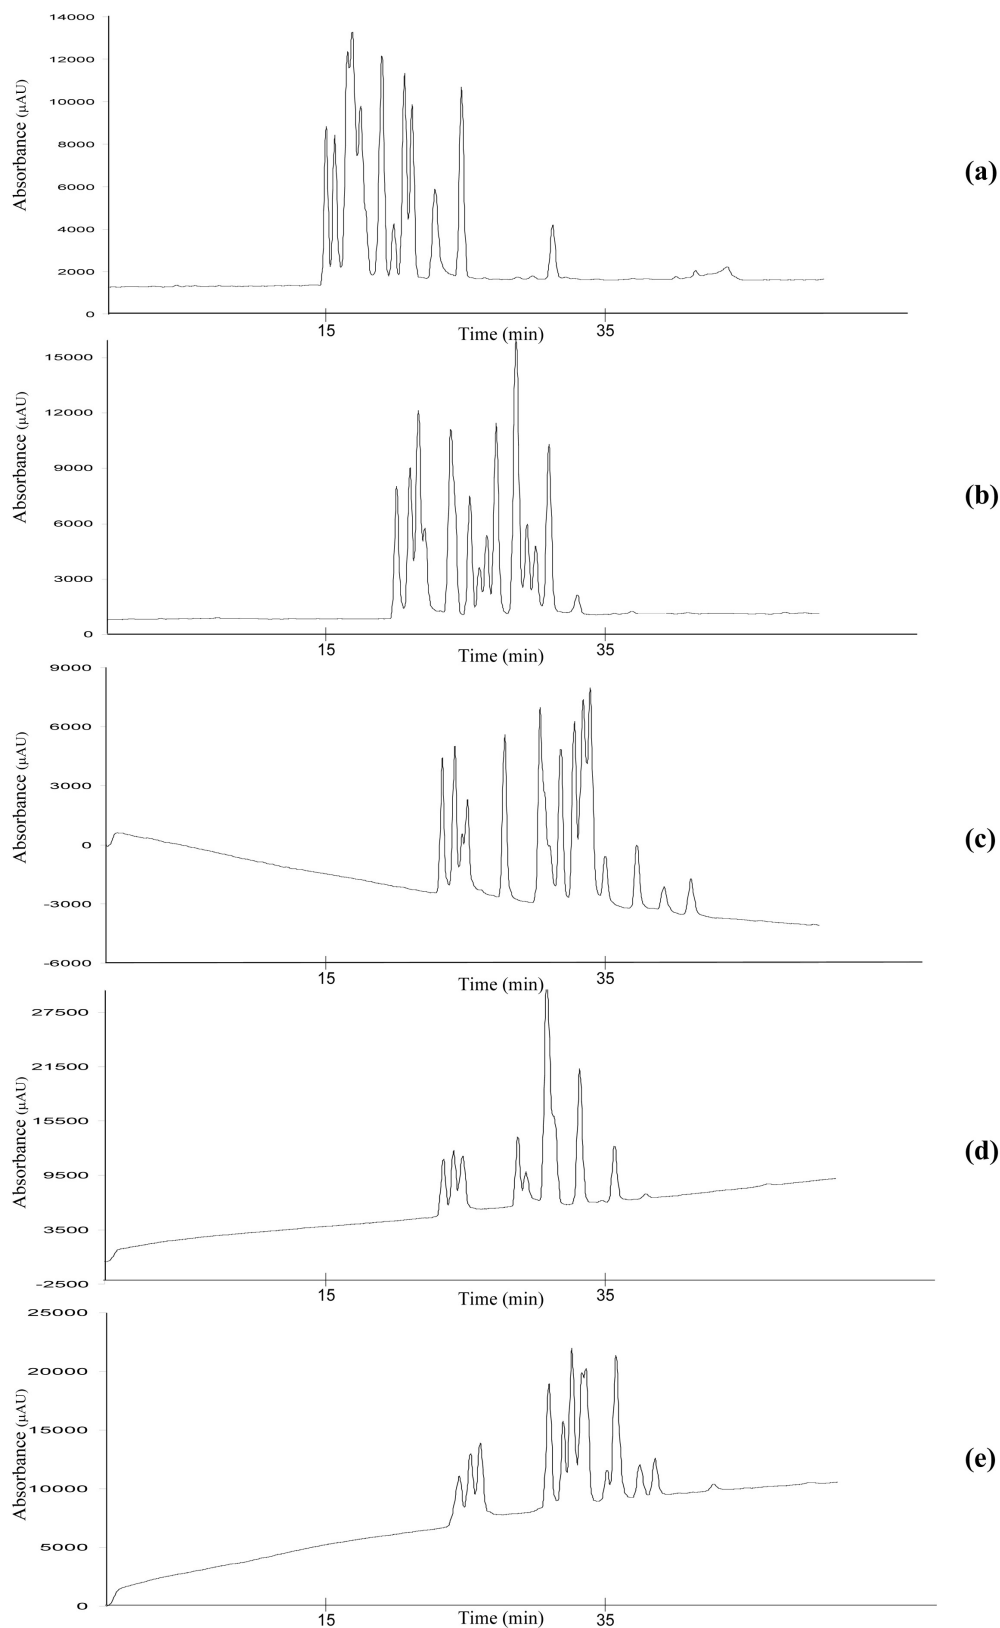 14000
12000
10000
8000
6000
4000
2000
0
Absorbance (µAU)
15
35
Time (min)
(a)
15000
12000
9000
6000
3000
0
Absorbance (µAU)
15
35
Time (min)
(b)
9000
6000
3000
0
-3000
-6000
Absorbance (µAU)
15
35
Time (min)
(c)
27500
21500
15500
9500
3500
-2500
Absorbance (µAU)
15
35
Time (min)
(d)
25000
20000
15000
10000
5000
0
Absorbance (µAU)
15
35
Time (min)
(e)